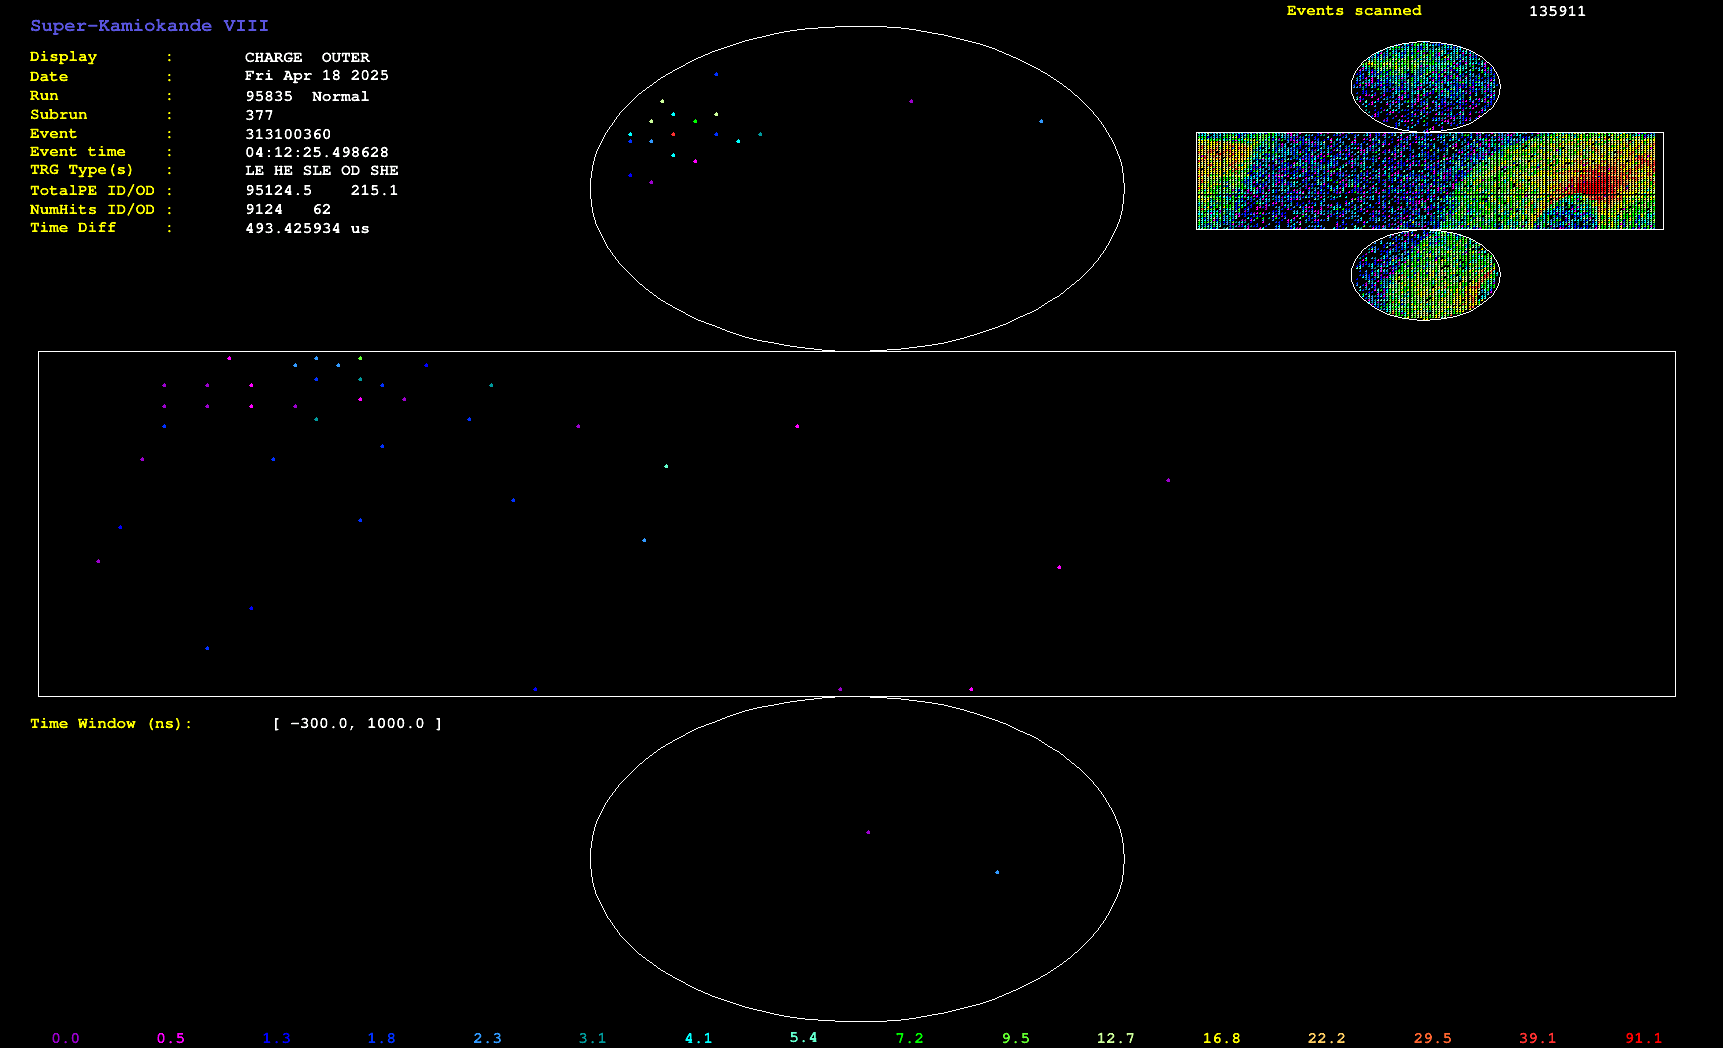 Super-Kamiokande VIII
Events scanned 135911
Display : CHARGE OUTER
Date : Fri Apr 18 2025
Run : 95835 Normal
Subrun : 377
Event : 313100360
Event time : 04:12:25.498628
TRG Type(s) : LE HE SLE OD SHE
TotalPE ID/OD : 95124.5 215.1
NumHits ID/OD : 9124 62
Time Diff : 493.425934 us
Time Window (ns): [ -300.0, 1000.0 ]
0.0 0.5 1.3 1.8 2.3 3.1 4.1 5.4 7.2 9.5 12.7 16.8 22.2 29.5 39.1 91.1